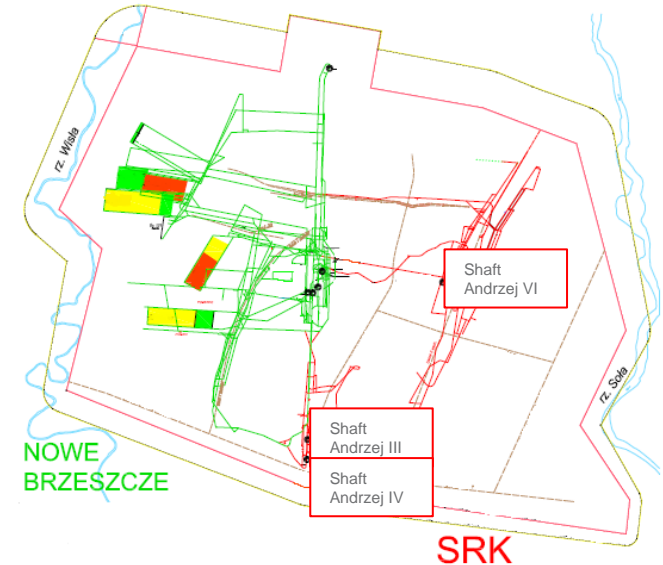 rz. Wisła
Shaft
Andrzej VI
rz. Soła
Shaft
Andrzej III
NOWE
BRZESZCZE
Shaft
Andrzej IV
SRK